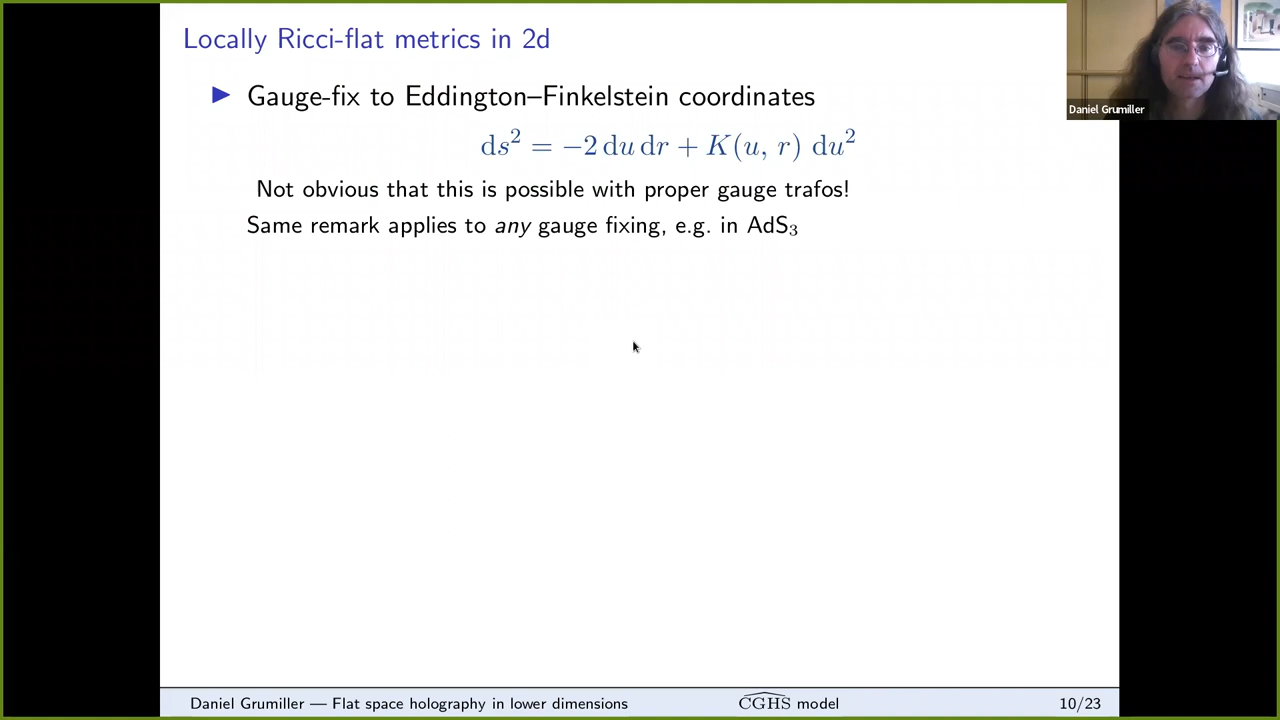 Locally Ricci-flat metrics in 2d
▶ Gauge-fix to Eddington–Finkelstein coordinates
ds² = −2 du dr + K(u, r) du²
Not obvious that this is possible with proper gauge trafos!
Same remark applies to any gauge fixing, e.g. in AdS₃
Daniel Grumiller
Daniel Grumiller — Flat space holography in lower dimensions
\widehat{CGHS} model
10/23